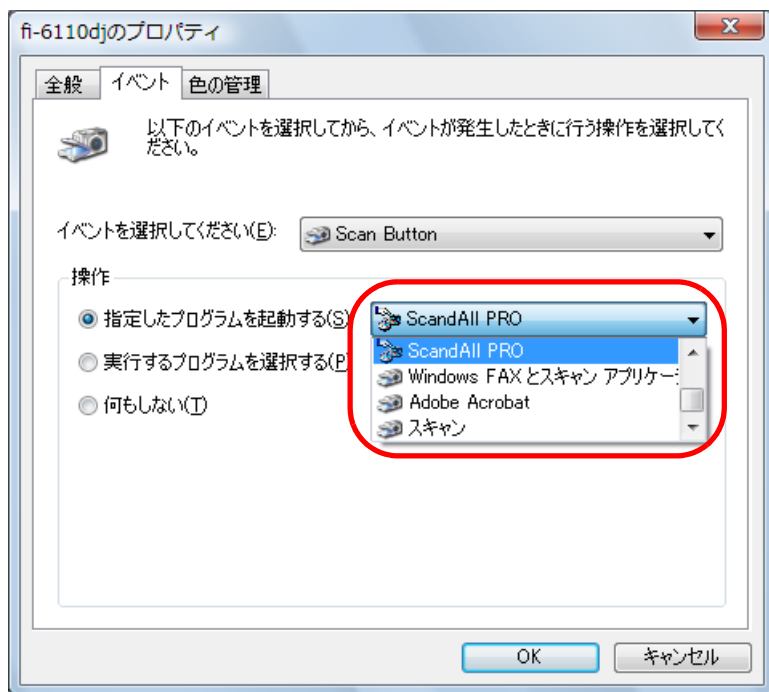 fi-6110djのプロパティ
全般 イベント 色の管理
以下のイベントを選択してから、イベントが発生したときに行う操作を選択してく
ださい。
イベントを選択してください(E): Scan Button
操作
指定したプログラムを起動する(S) ScandAll PRO
ScandAll PRO
実行するプログラムを選択する(P)
Windows FAXとスキャン アプリケー
Adobe Acrobat
何もしない(T)
スキャン
OK キャンセル